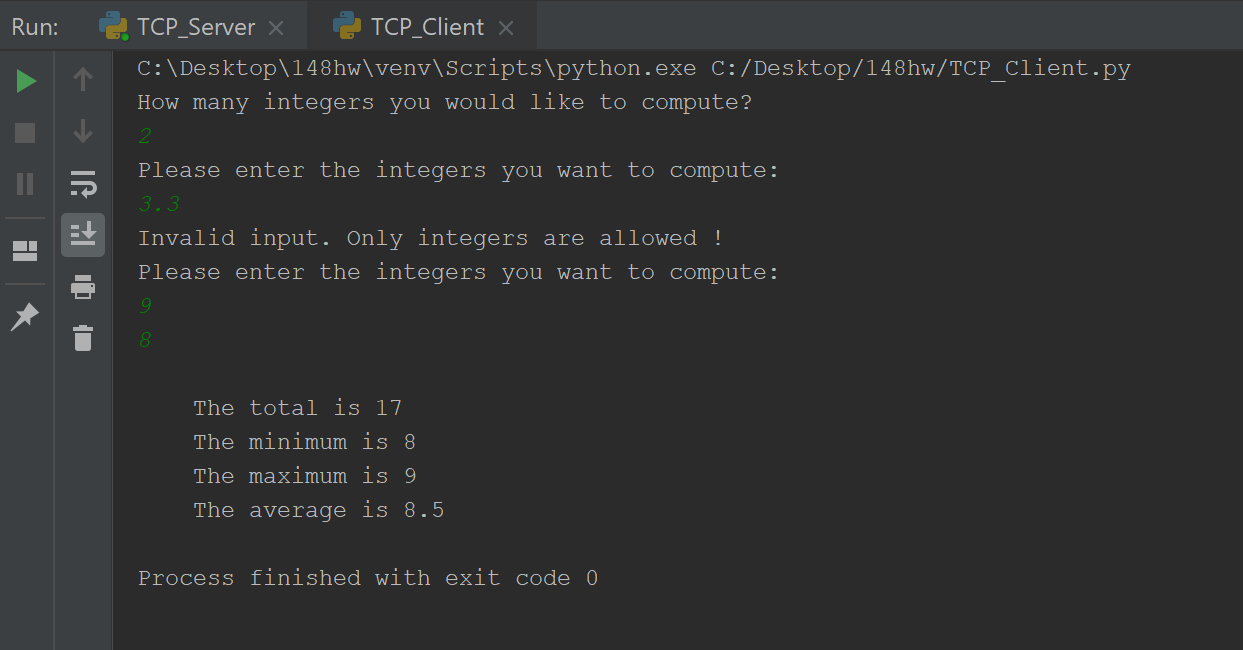 Run: TCP_Server TCP_Client
C:\Desktop\148hw\venv\Scripts\python.exe C:/Desktop/148hw/TCP_Client.py
How many integers you would like to compute?
2
Please enter the integers you want to compute:
3.3
Invalid input. Only integers are allowed !
Please enter the integers you want to compute:
9
8
The total is 17
The minimum is 8
The maximum is 9
The average is 8.5
Process finished with exit code 0